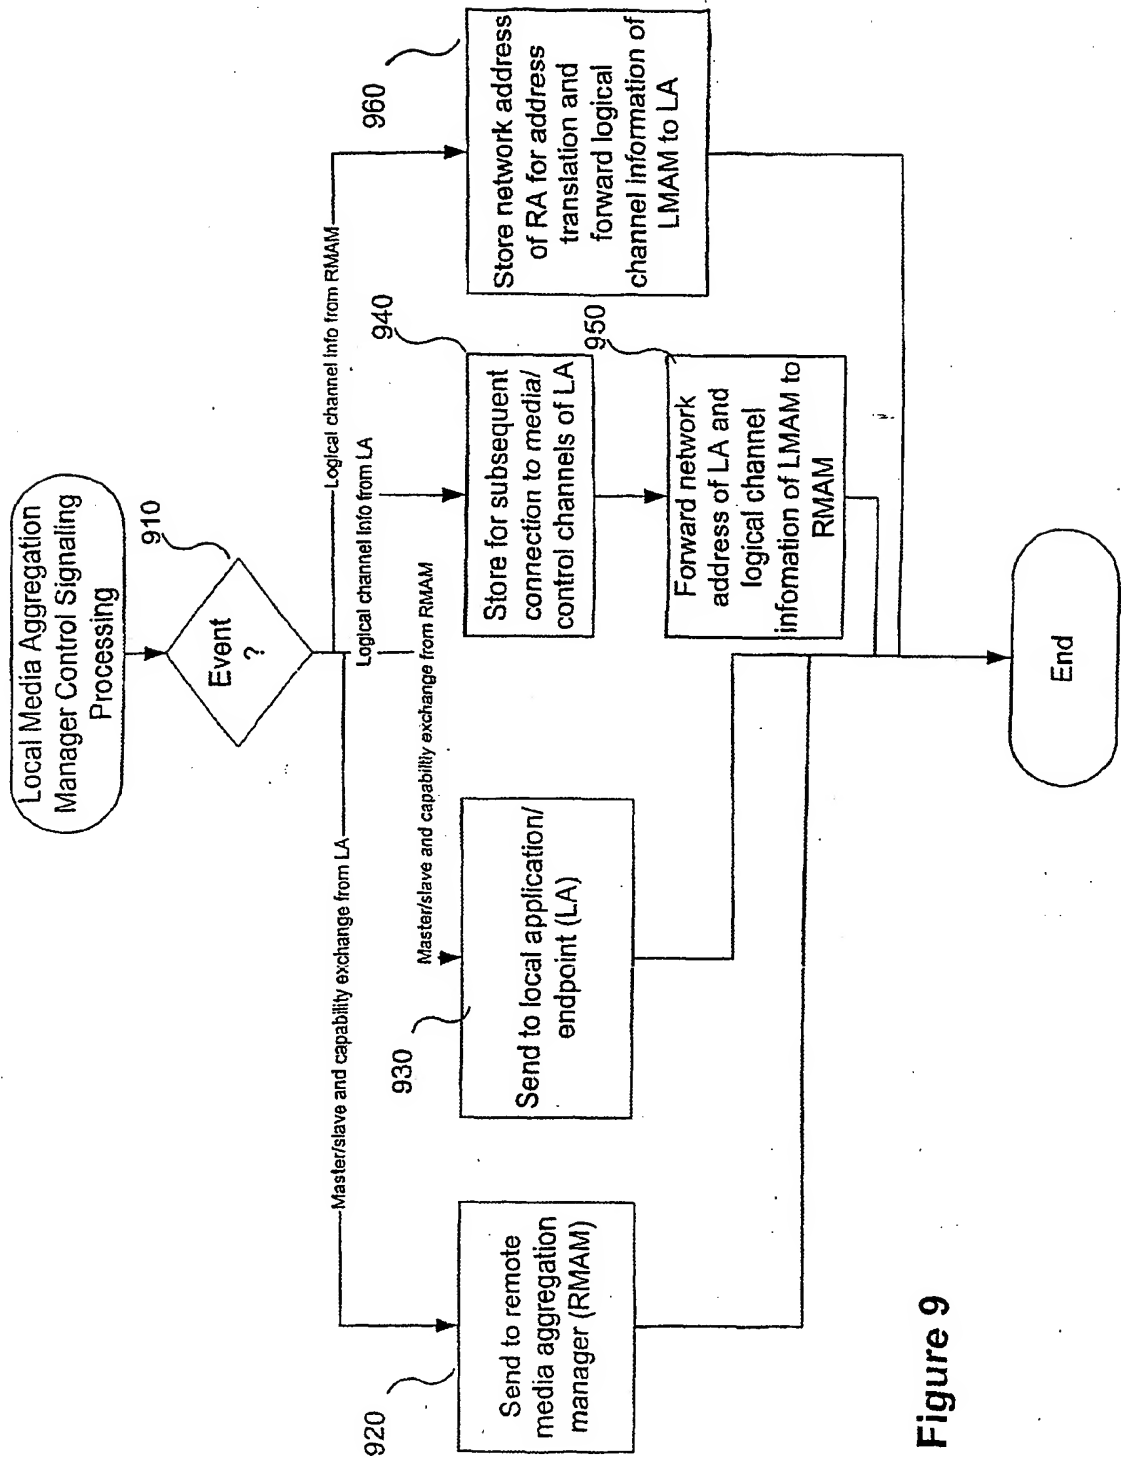 Local Media Aggregation
Manager Control Signaling
Processing
910
Event
?
Master/slave and capability exchange from LA
Master/slave and capability exchange from RMAM
Logical channel Info from LA
Logical channel Info from RMAM
920
Send to remote
media aggregation
manager (RMAM)
930
Send to local application/
endpoint (LA)
940
Store for subsequent
connection to media/
control channels of LA
950
Forward network
address of LA and
logical channel
infomation of LMAM to
RMAM
960
Store network address
of RA for address
translation and
forward logical
channel information of
LMAM to LA
End
Figure 9